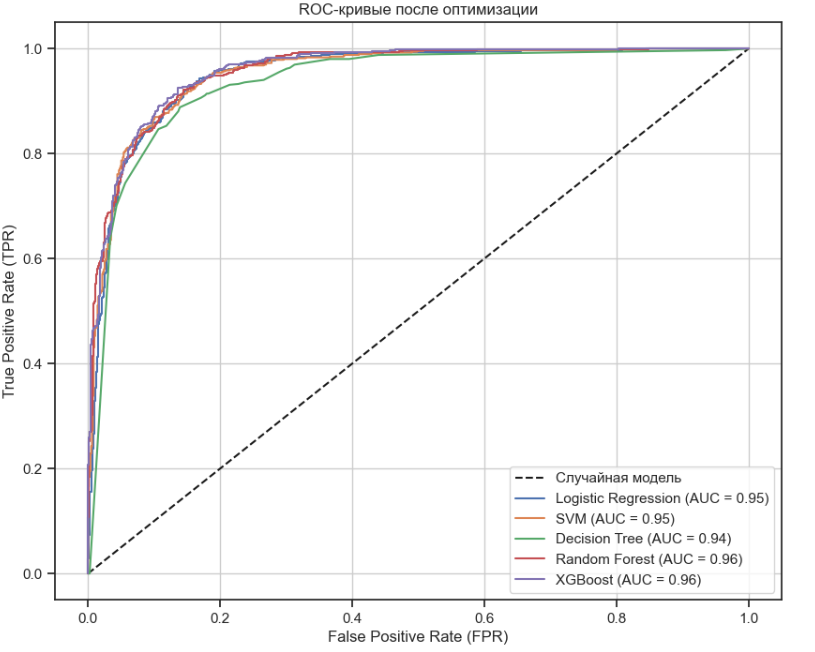 ROC-кривые после оптимизации
True Positive Rate (TPR)
1.0
0.8
0.6
0.4
0.2
0.0
0.0
0.2
0.4
0.6
0.8
1.0
False Positive Rate (FPR)
Случайная модель
Logistic Regression (AUC = 0.95)
SVM (AUC = 0.95)
Decision Tree (AUC = 0.94)
Random Forest (AUC = 0.96)
XGBoost (AUC = 0.96)